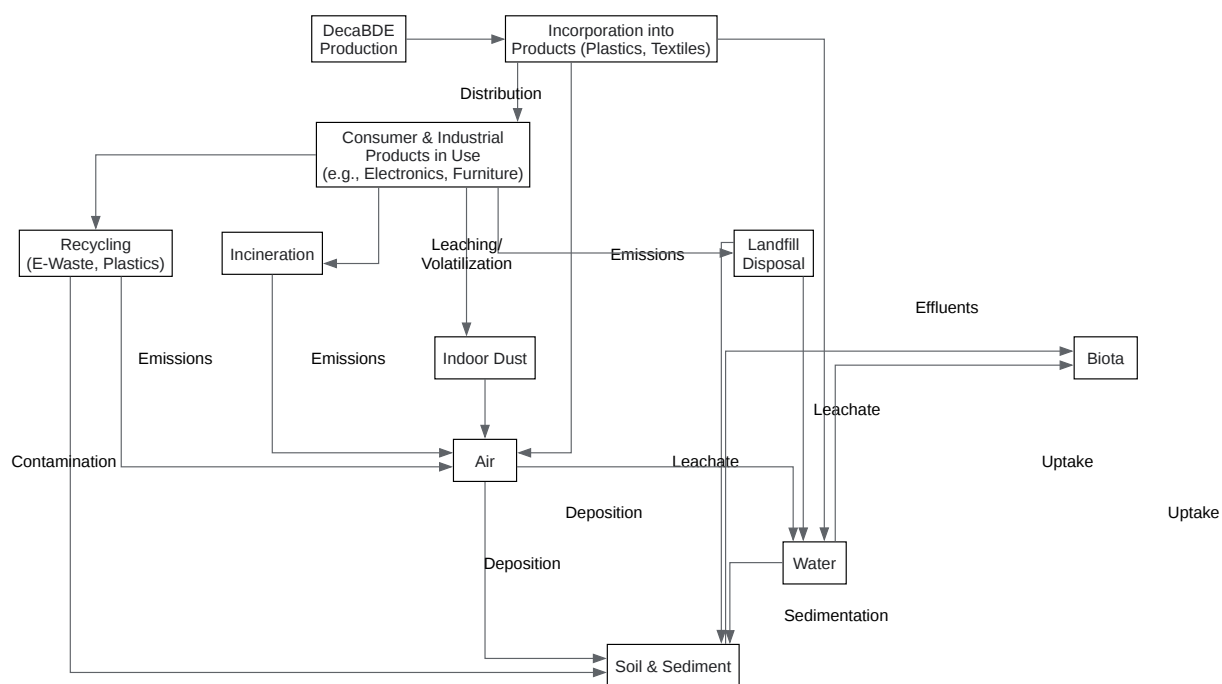 DecaBDE
Production
Incorporation into
Products (Plastics, Textiles)
Distribution
Consumer & Industrial
Products in Use
(e.g., Electronics, Furniture)
Recycling
(E-Waste, Plastics)
Incineration
Leaching/
Volatilization
Emissions
Landfill
Disposal
Effluents
Emissions
Emissions
Indoor Dust
Biota
Leachate
Contamination
Air
Leachate
Uptake
Deposition
Uptake
Deposition
Water
Sedimentation
Soil & Sediment